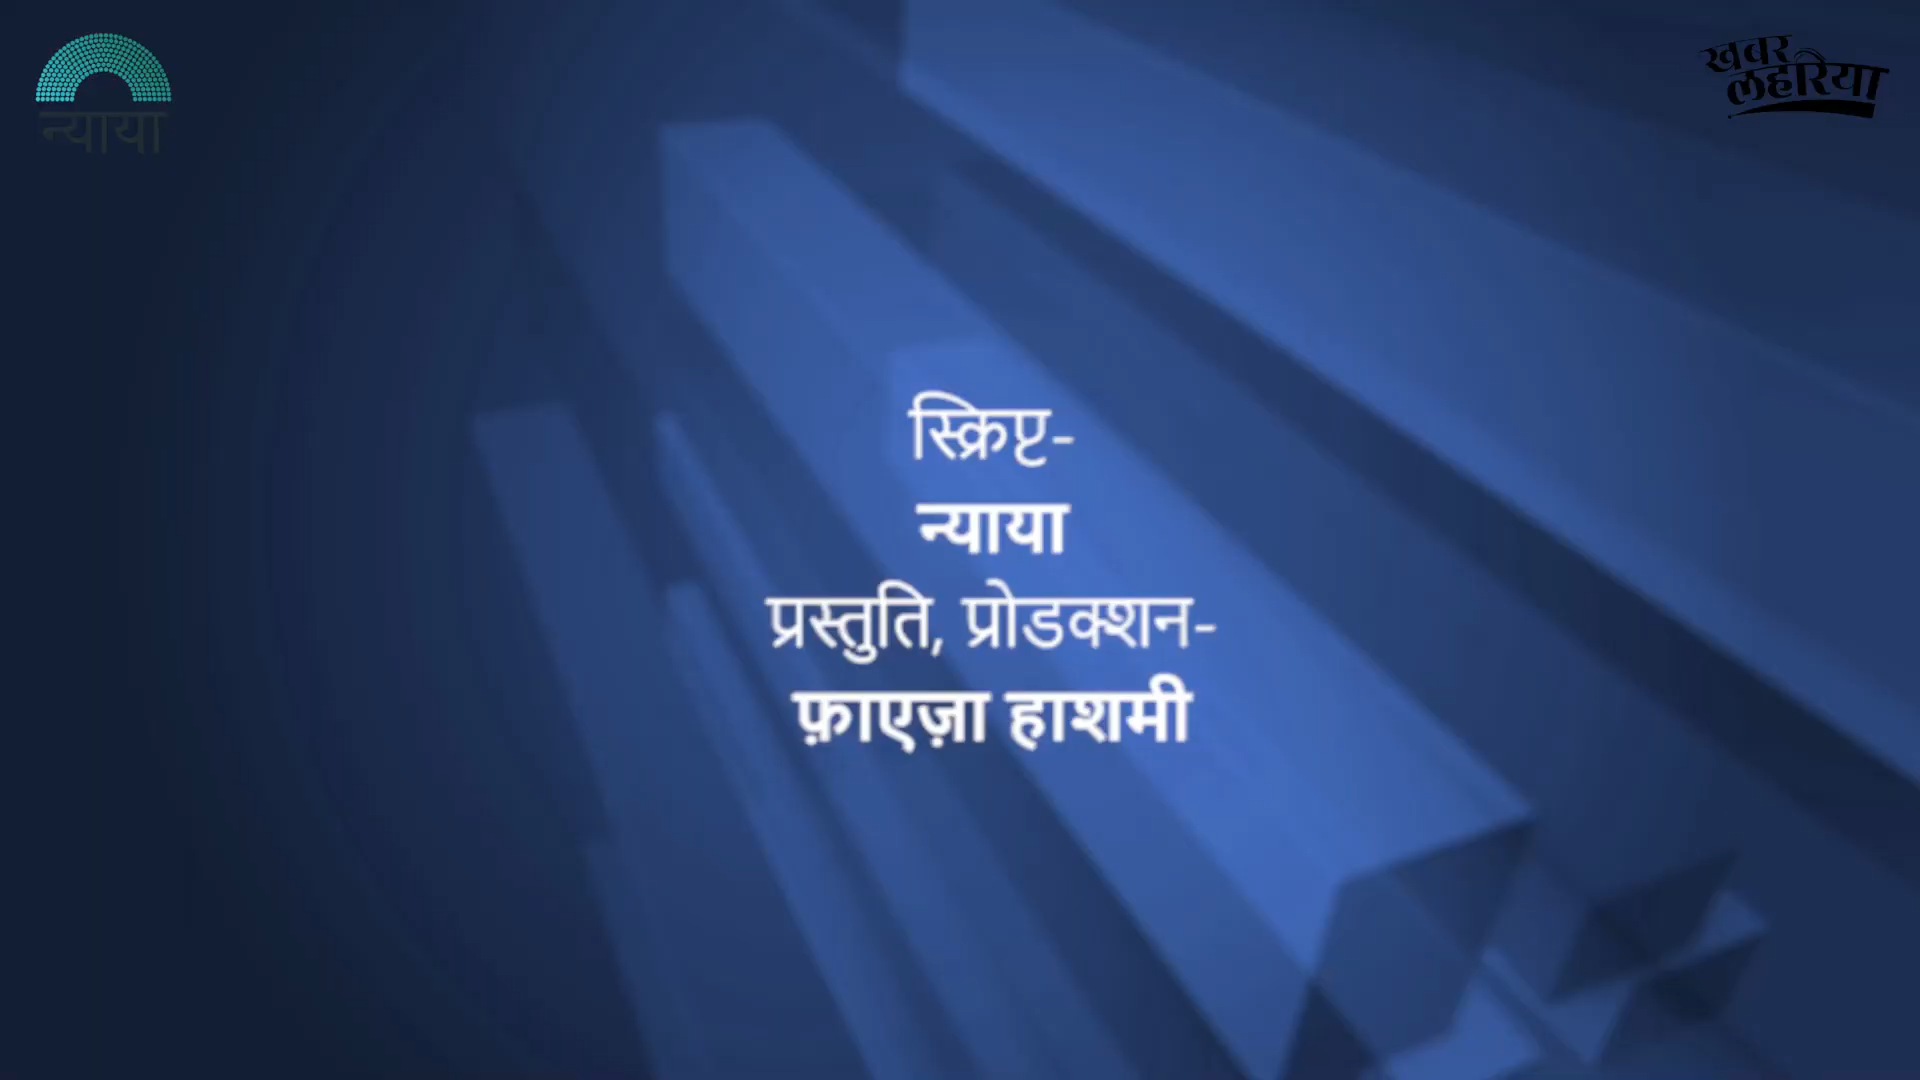 न्याया
खबर
लहरिया
स्क्रिप्ट-
न्याया
प्रस्तुति, प्रोडक्शन-
फ़ाएज़ा हाशमी